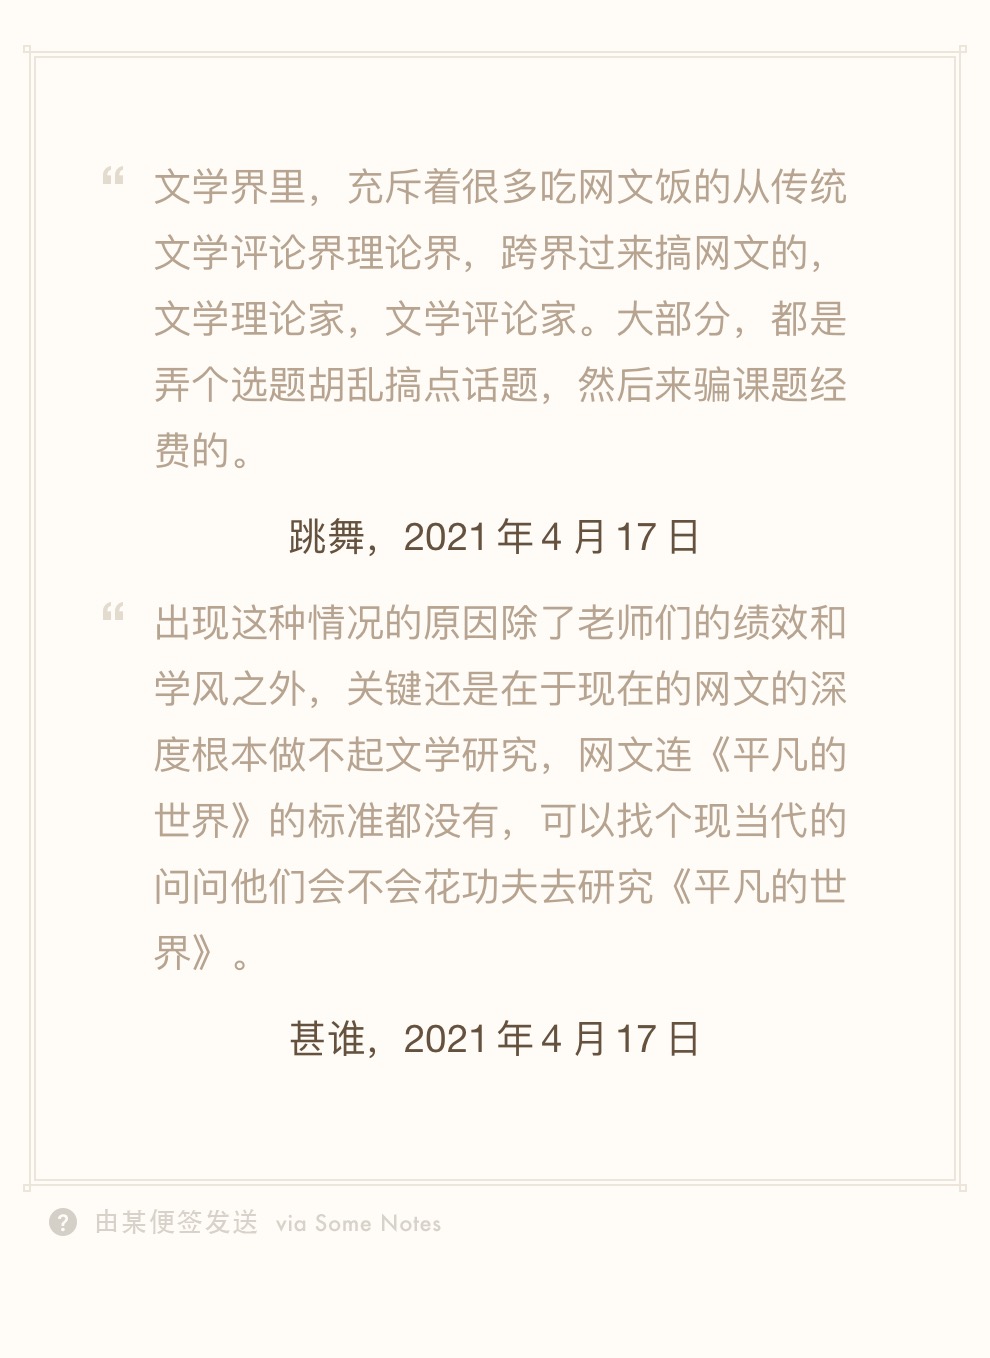 “ 文学界里，充斥着很多吃网文饭的从传统
文学评论界理论界，跨界过来搞网文的，
文学理论家，文学评论家。大部分，都是
弄个选题胡乱搞点话题，然后来骗课题经
费的。
跳舞，2021 年 4 月 17 日
“ 出现这种情况的原因除了老师们的绩效和
学风之外，关键还是在于现在的网文的深
度根本做不起文学研究，网文连《平凡的
世界》的标准都没有，可以找个现当代的
问问他们会不会花功夫去研究《平凡的世
界》。
甚谁，2021 年 4 月 17 日
? 由某便签发送 via Some Notes